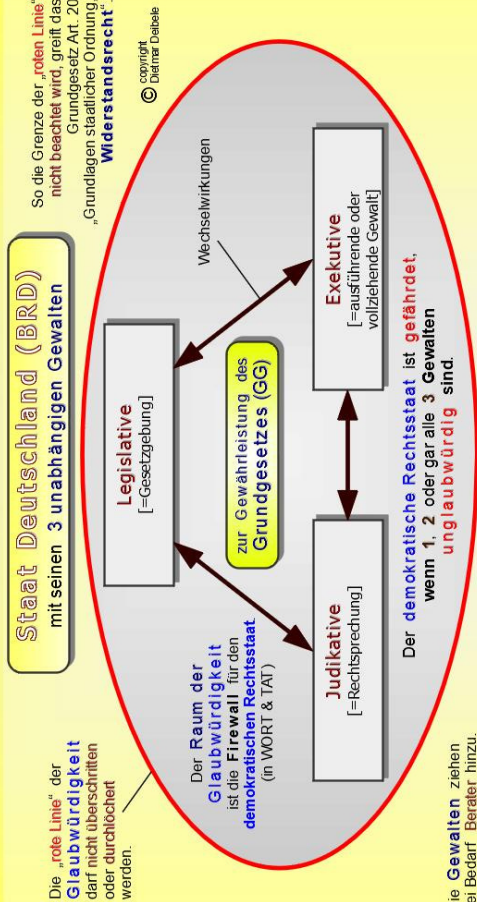 Staat Deutschland (BRD)
mit seinen 3 unabhängigen Gewalten
Die „rote Linie" der
Glaubwürdigkeit
darf nicht überschritten
oder durchlöchert
werden.
So die Grenze der „roten Linie"
nicht beachtet wird, greift das
Grundgesetz Art. 20
„Grundlagen staatlicher Ordnung,
Widerstandsrecht".
© copyright
Dietmar Deibele
Legislative
[=Gesetzgebung]
Wechselwirkungen
Der Raum der
Glaubwürdigkeit
ist die Firewall für den
demokratischen Rechtsstaat.
(in WORT & TAT)
zur Gewährleistung des
Grundgesetzes (GG)
Judikative
[=Rechtsprechung]
Exekutive
[=ausführende oder
vollziehende Gewalt]
Der demokratische Rechtsstaat ist gefährdet,
wenn 1, 2 oder gar alle 3 Gewalten
unglaubwürdig sind.
Gewalten ziehen
Bedarf Berater hinzu.